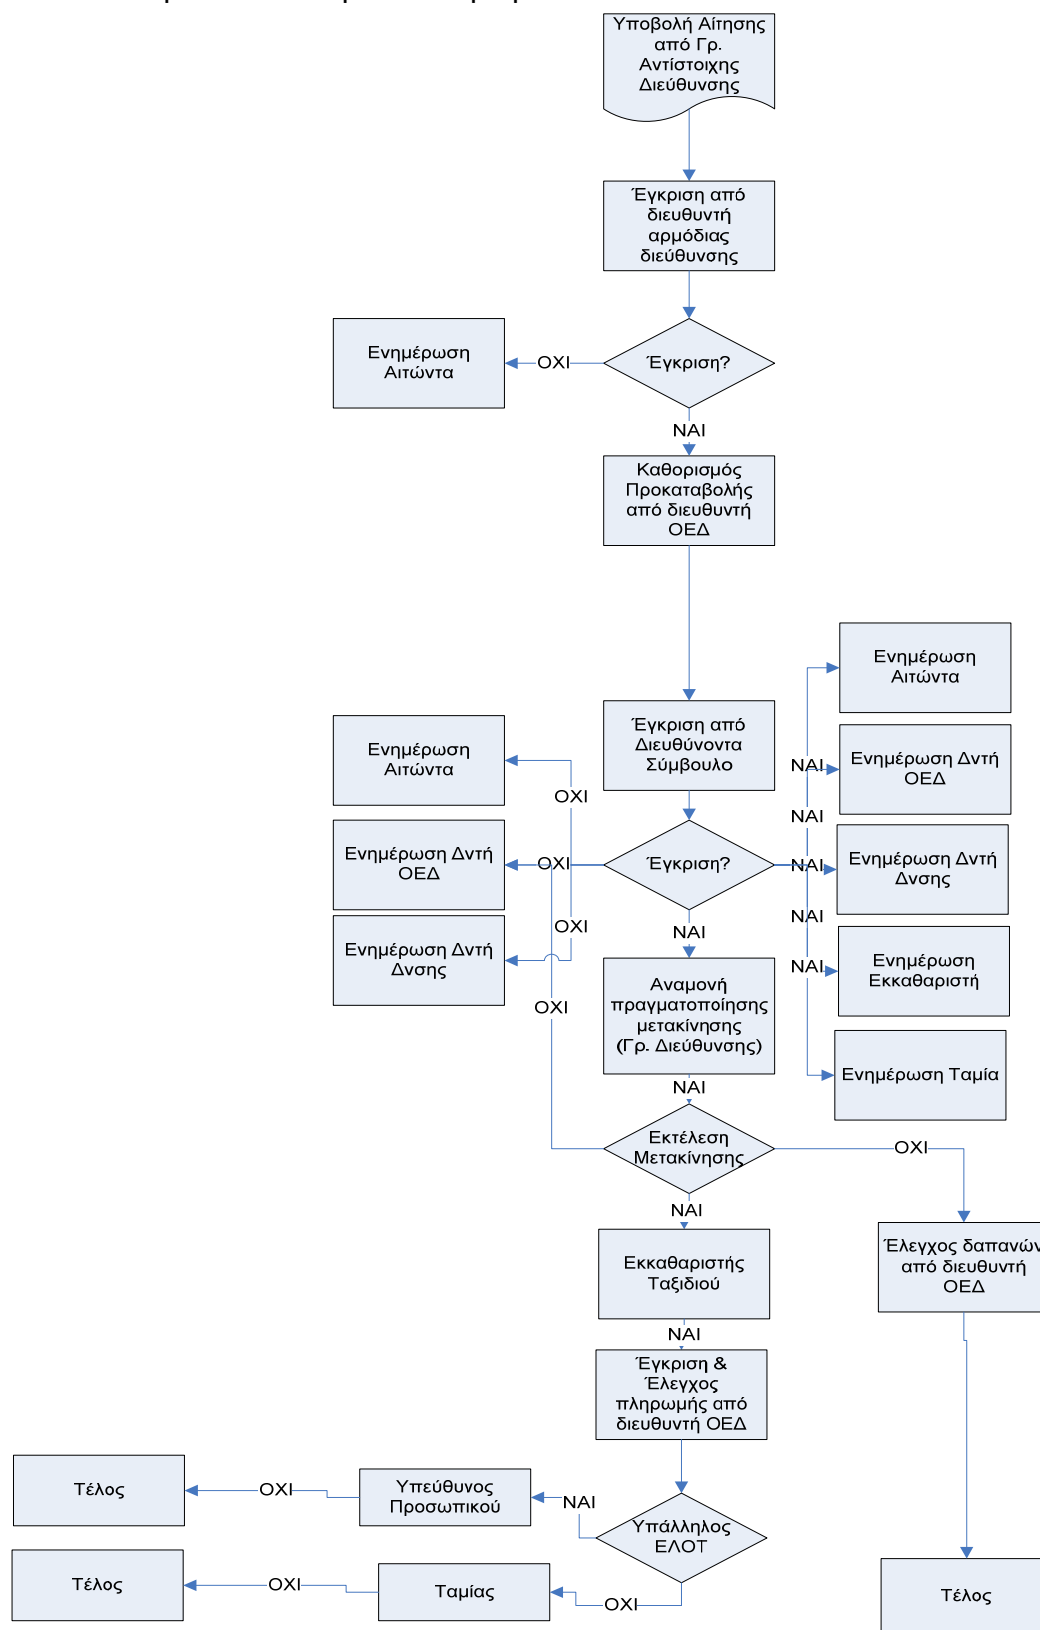 Υποβολή Αίτησης
από Γρ.
Αντίστοιχης
Διεύθυνσης
Έγκριση από
διευθυντή
αρμόδιας
διεύθυνσης
Ενημέρωση
Αιτώντα
ΟΧΙ
Έγκριση?
ΝΑΙ
Καθορισμός
Προκαταβολής
από διευθυντή
ΟΕΔ
Ενημέρωση
Αιτώντα
Έγκριση από
Διευθύνοντα
Σύμβουλο
Ενημέρωση
Αιτώντα
ΝΑΙ
Ενημέρωση Δντή
ΟΕΔ
ΟΧΙ
ΝΑΙ
Ενημέρωση Δντή
ΟΕΔ
ΟΧΙ
Έγκριση?
ΝΑΙ
Ενημέρωση Δντή
Δνσης
ΟΧΙ
ΝΑΙ
ΝΑΙ
Ενημέρωση Δντή
Δνσης
Αναμονή
πραγματοποίησης
μετακίνησης
(Γρ. Διεύθυνσης)
ΝΑΙ
Ενημέρωση
Εκκαθαριστή
ΟΧΙ
Ενημέρωση Ταμία
ΝΑΙ
Εκτέλεση
Μετακίνησης
ΟΧΙ
ΝΑΙ
Εκκαθαριστής
Ταξιδιού
Έλεγχος δαπανών
από διευθυντή
ΟΕΔ
ΝΑΙ
Έγκριση &
Έλεγχος
πληρωμής από
διευθυντή ΟΕΔ
Τέλος
ΟΧΙ
Υπεύθυνος
Προσωπικού
ΝΑΙ
Υπάλληλος
ΕΛΟΤ
Τέλος
ΟΧΙ
Ταμίας
ΟΧΙ
Τέλος